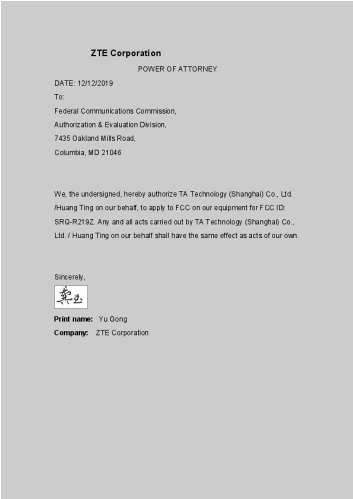 ZTE Corporation
POWER OF ATTORNEY
DATE: 12/12/2019
To:
Federal Communications Commission,
Authorization & Evaluation Division,
7435 Oakland Mills Road,
Columbia, MD 21046
We, the undersigned, hereby authorize TA Technology (Shanghai) Co., Ltd.
/Huang Ting on our behalf, to apply to FCC on our equipment for FCC ID:
SRQ-R219Z. Any and all acts carried out by TA Technology (Shanghai) Co.,
Ltd. / Huang Ting on our behalf shall have the same effect as acts of our own.
Sincerely,
Print name: Yu Gong
Company: ZTE Corporation